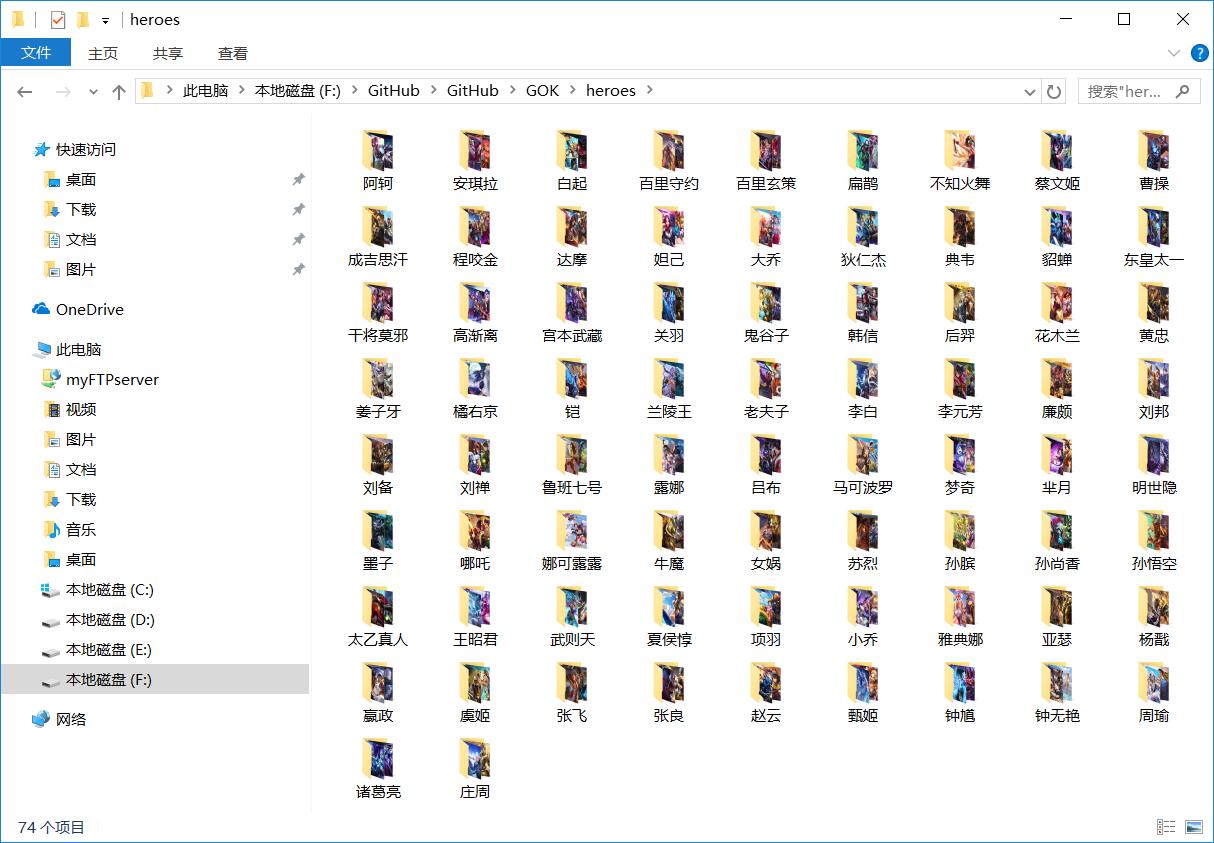 heroes
文件 主页 共享 查看
此电脑 本地磁盘 (F:) GitHub GitHub GOK heroes 搜索"her...
快速访问
桌面
下载
文档
图片
OneDrive
此电脑
myFTPserver
视频
图片
文档
下载
音乐
桌面
本地磁盘 (C:)
本地磁盘 (D:)
本地磁盘 (E:)
本地磁盘 (F:)
网络
阿轲 安琪拉 白起 百里守约 百里玄策 扁鹊 不知火舞 蔡文姬 曹操
成吉思汗 程咬金 达摩 妲己 大乔 狄仁杰 典韦 貂蝉 东皇太一
干将莫邪 高渐离 宫本武藏 关羽 鬼谷子 韩信 后羿 花木兰 黄忠
姜子牙 橘右京 铠 兰陵王 老夫子 李白 李元芳 廉颇 刘邦
刘备 刘禅 鲁班七号 露娜 吕布 马可波罗 梦奇 芈月 明世隐
墨子 哪吒 娜可露露 牛魔 女娲 苏烈 孙膑 孙尚香 孙悟空
太乙真人 王昭君 武则天 夏侯惇 项羽 小乔 雅典娜 亚瑟 杨戬
嬴政 虞姬 张飞 张良 赵云 甄姬 钟馗 钟无艳 周瑜
诸葛亮 庄周
74 个项目